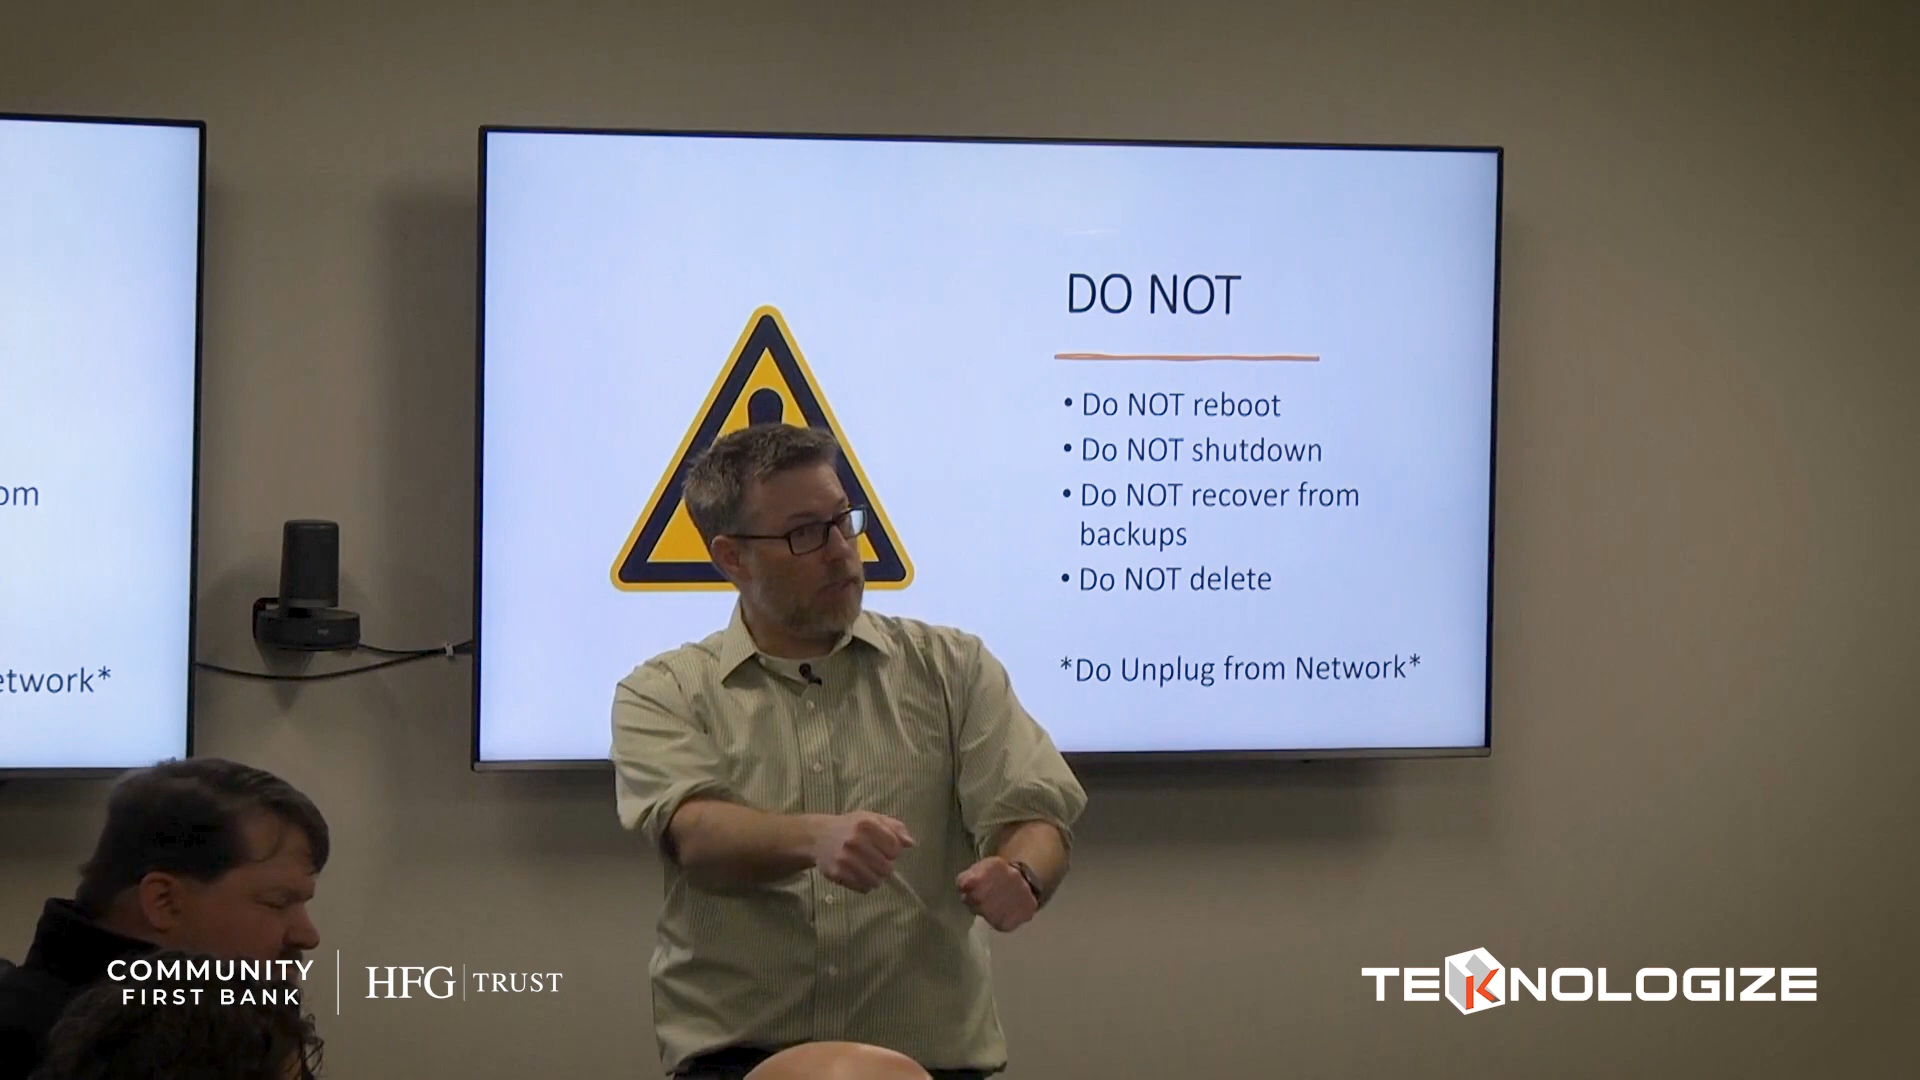 DO NOT
• Do NOT reboot
• Do NOT shutdown
• Do NOT recover from
backups
• Do NOT delete
*Do Unplug from Network*
om
etwork*
COMMUNITY
FIRST BANK
HFG TRUST
TEKNOLOGIZE